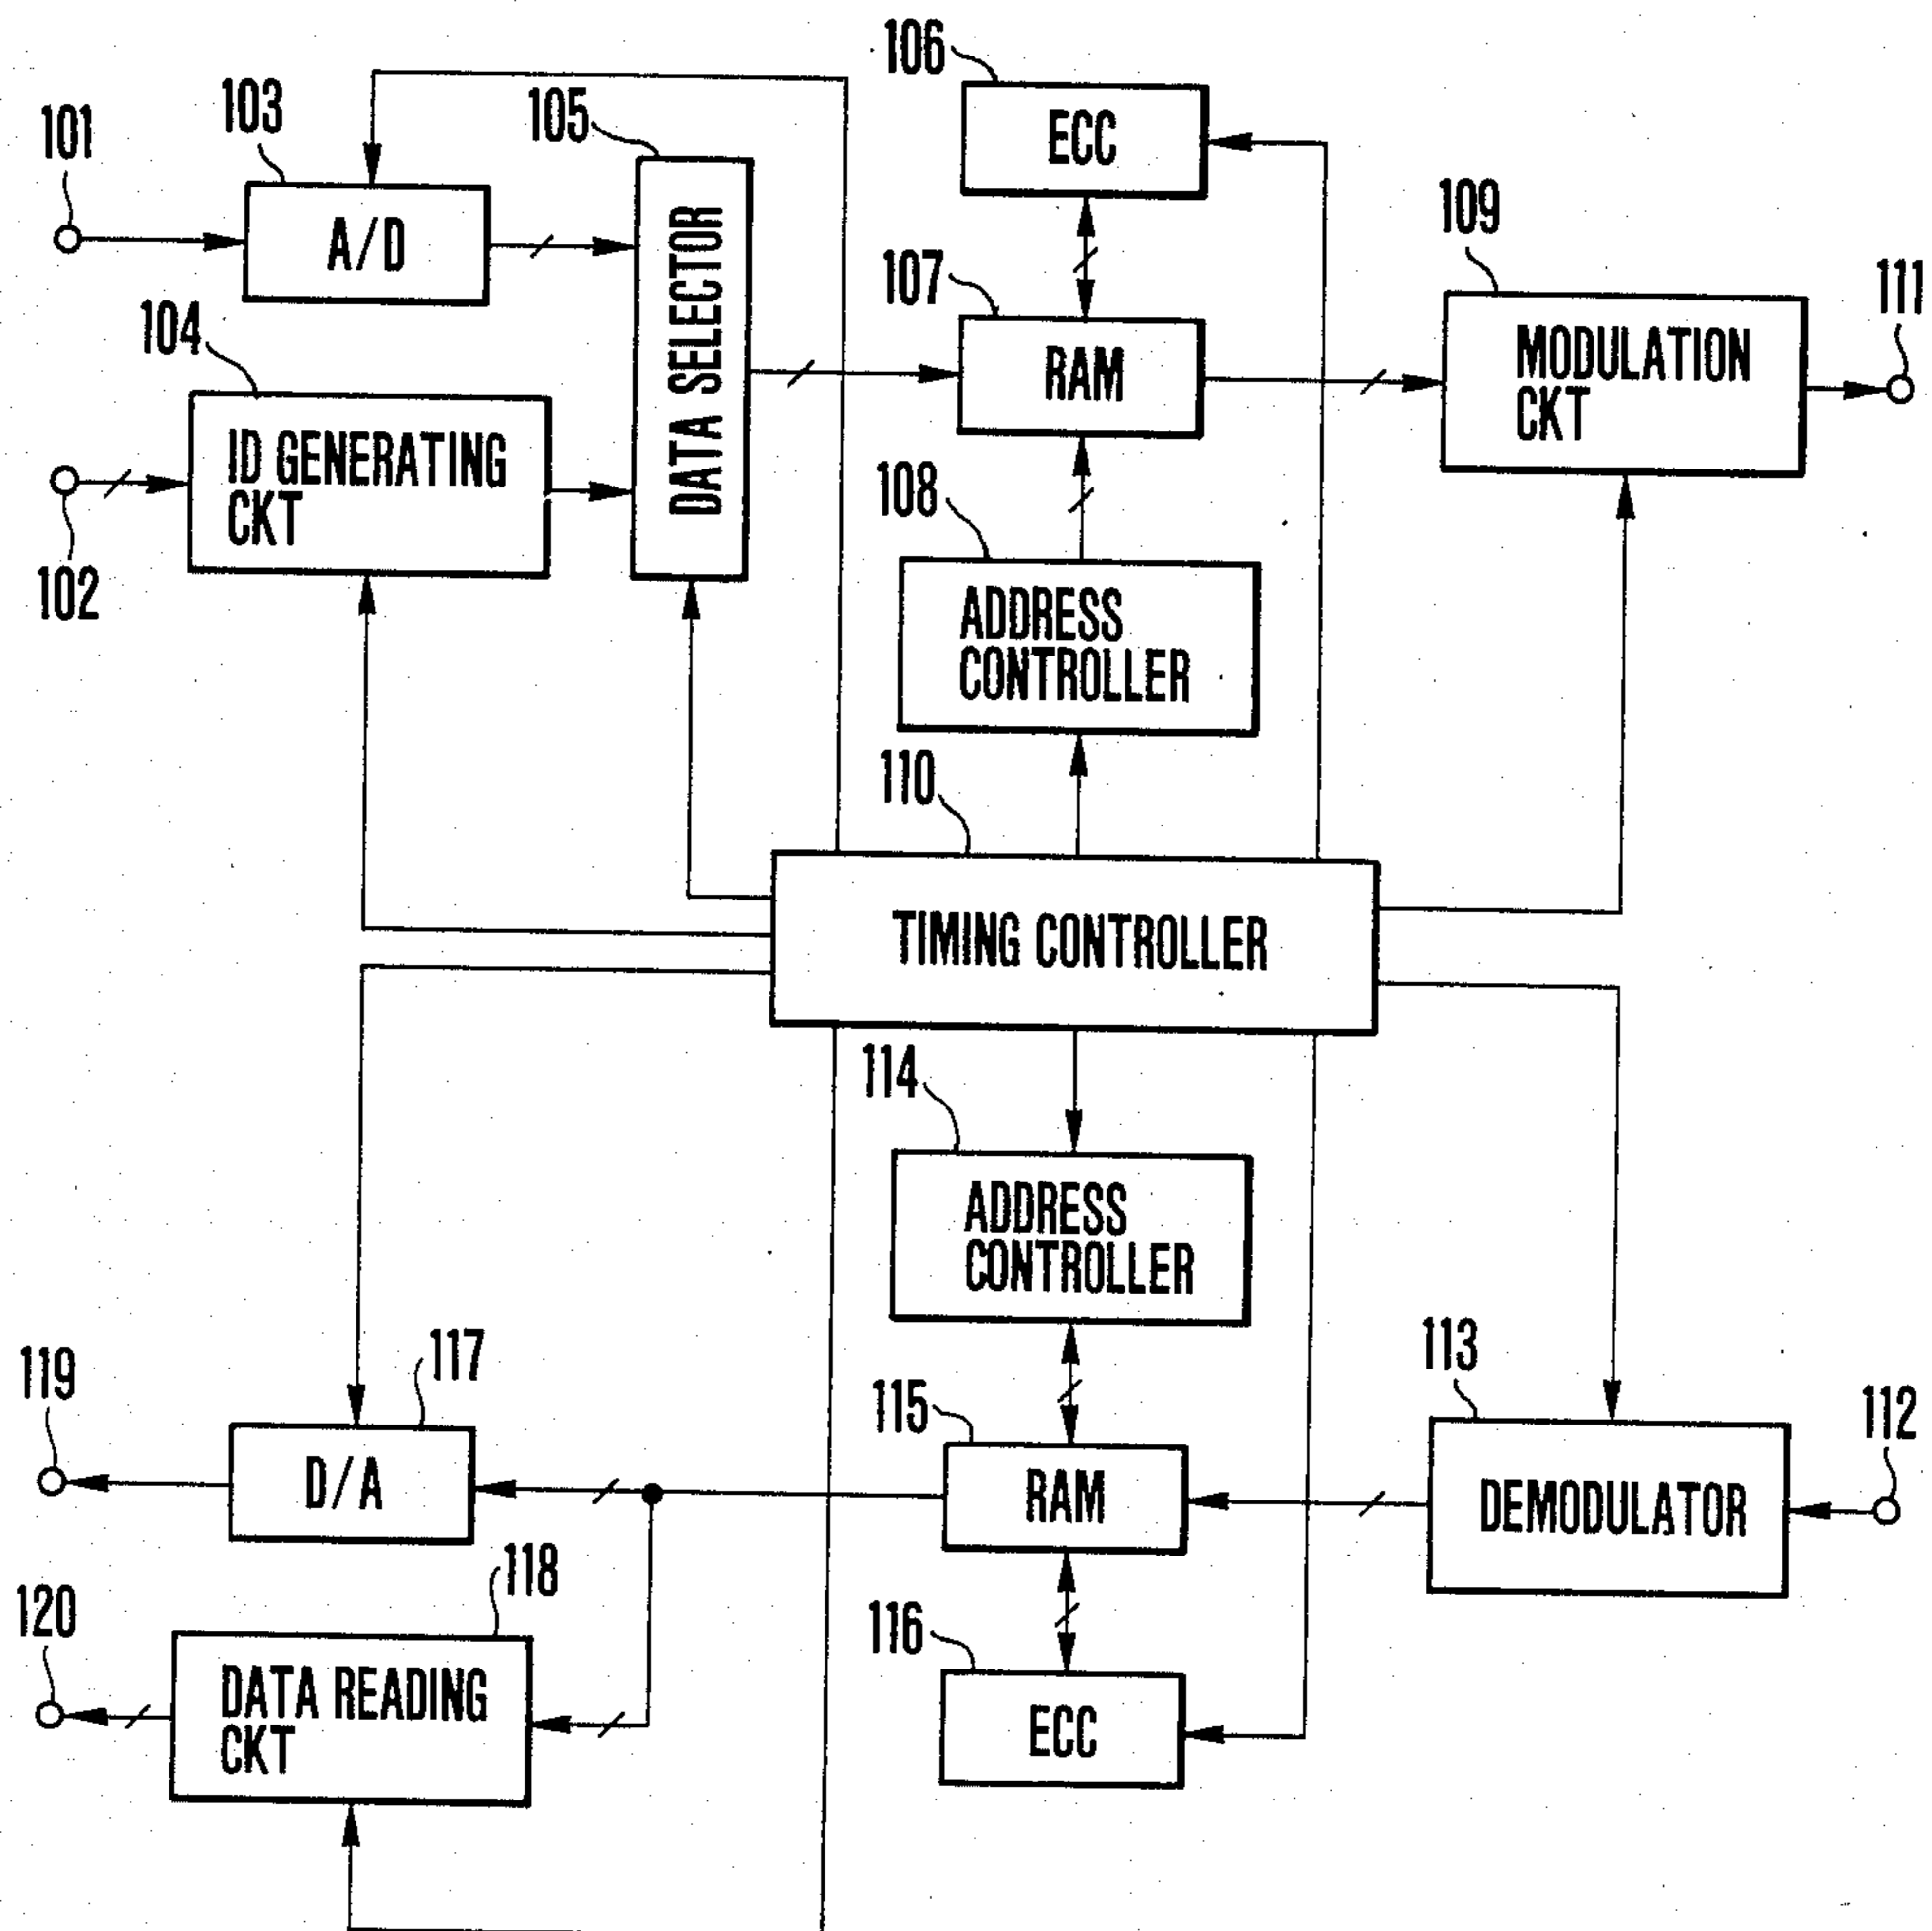 106
103
105
101
ECC
109
A/D
107
111
104
DATA SELECTOR
RAM
MODULATION
CKT
ID GENERATING
CKT
108
102
ADDRESS
CONTROLLER
110
TIMING CONTROLLER
114
ADDRESS
CONTROLLER
113
119
117
115
112
D/A
RAM
DEMODULATOR
118
120
116
DATA READING
CKT
ECC